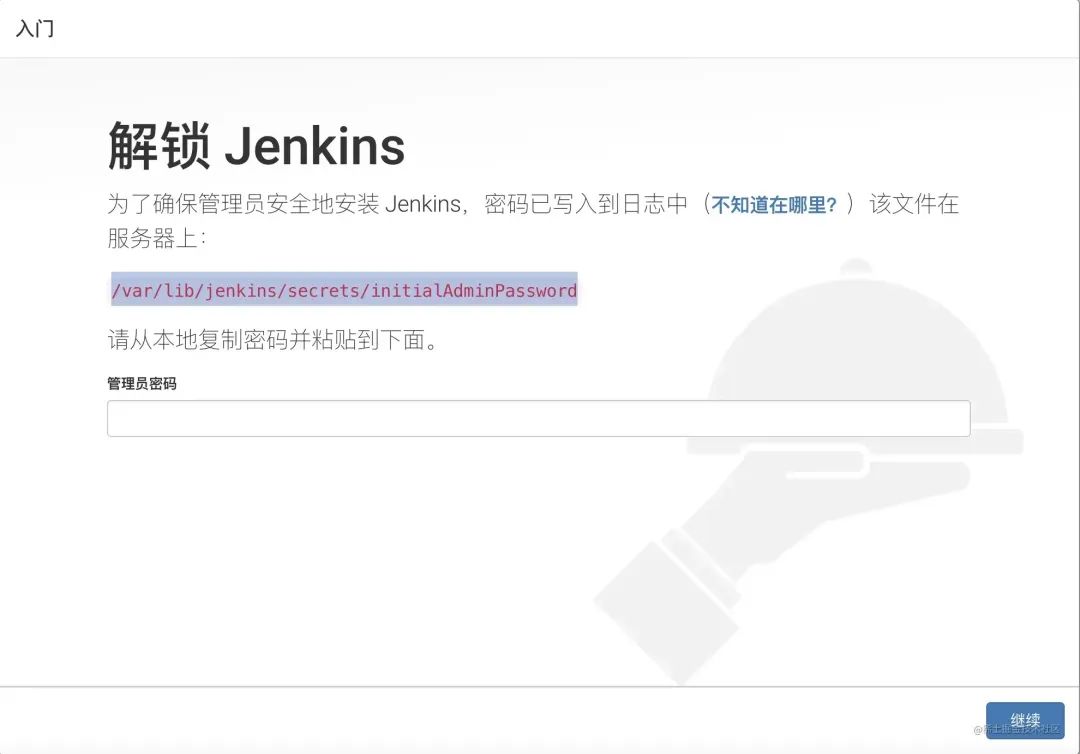 入门
解锁 Jenkins
为了确保管理员安全地安装 Jenkins，密码已写入到日志中（不知道在哪里？）该文件在
服务器上：
/var/lib/jenkins/secrets/initialAdminPassword
请从本地复制密码并粘贴到下面。
管理员密码
继续
@稀土掘金技术社区